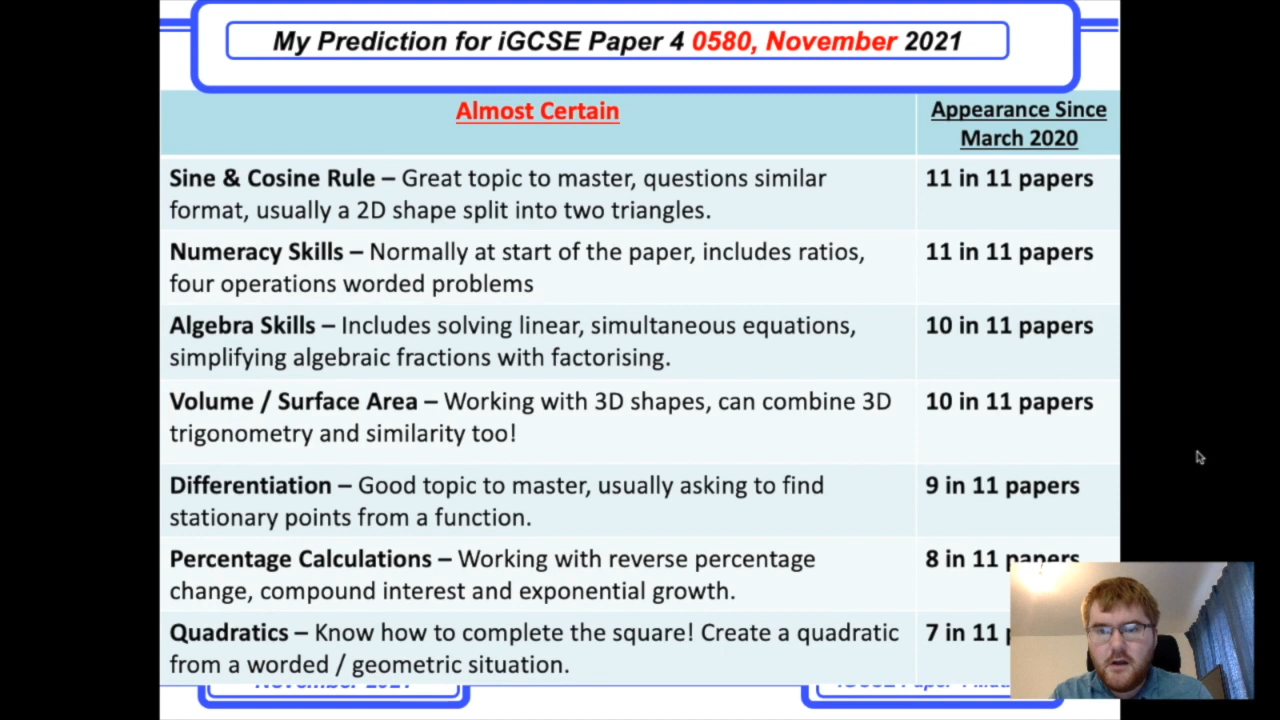 My Prediction for iGCSE Paper 4 0580, November 2021
Almost Certain
Appearance Since
March 2020
Sine & Cosine Rule – Great topic to master, questions similar
format, usually a 2D shape split into two triangles.
11 in 11 papers
Numeracy Skills – Normally at start of the paper, includes ratios,
four operations worded problems
11 in 11 papers
Algebra Skills – Includes solving linear, simultaneous equations,
simplifying algebraic fractions with factorising.
10 in 11 papers
Volume / Surface Area – Working with 3D shapes, can combine 3D
trigonometry and similarity too!
10 in 11 papers
Differentiation – Good topic to master, usually asking to find
stationary points from a function.
9 in 11 papers
Percentage Calculations – Working with reverse percentage
change, compound interest and exponential growth.
8 in 11 papers
Quadratics – Know how to complete the square! Create a quadratic
from a worded / geometric situation.
7 in 11
November 2021
iGCSE Paper 4